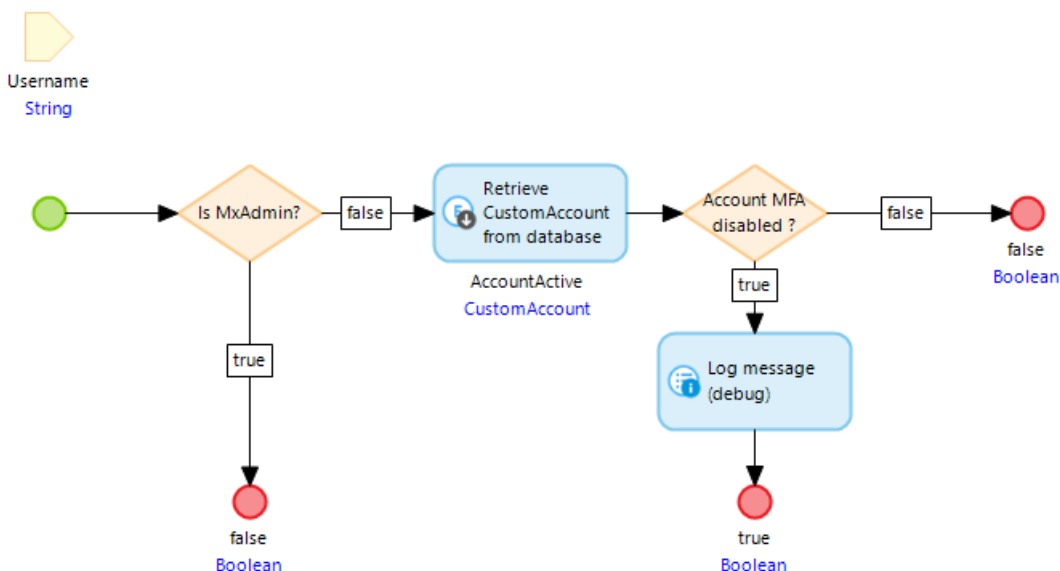 Username
String
Is MxAdmin?
false
Retrieve
CustomAccount
from database
AccountActive
CustomAccount
Account MFA
disabled ?
false
false
Boolean
true
true
Log message
(debug)
false
Boolean
true
Boolean